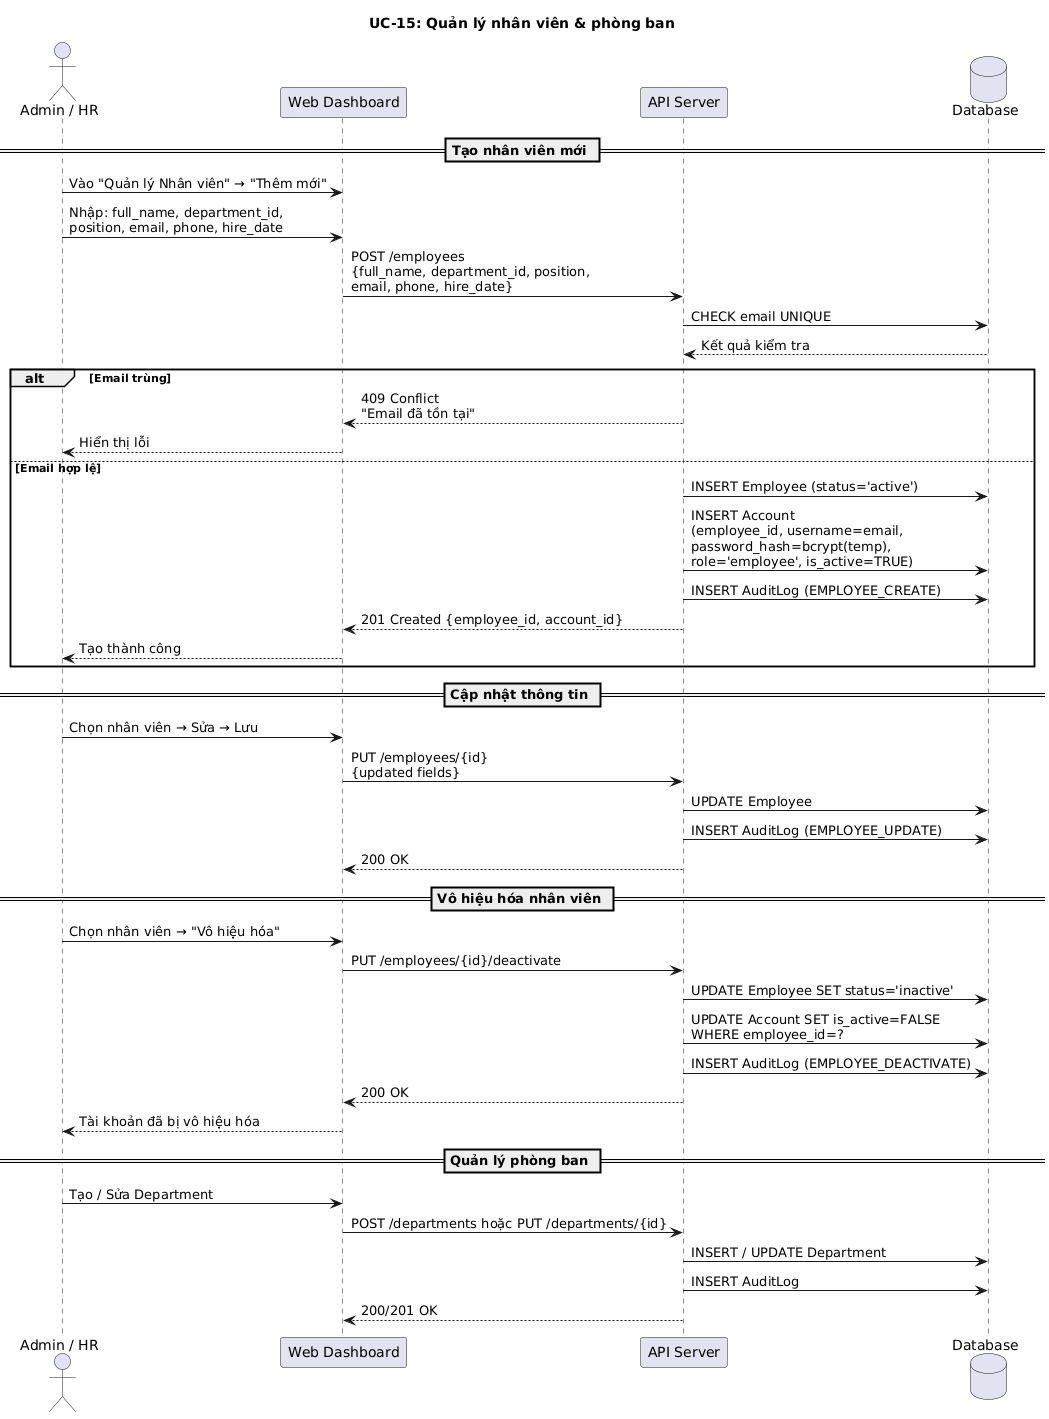 UC-15: Quản lý nhân viên & phòng ban
Admin / HR
Web Dashboard
API Server
Database
Tạo nhân viên mới
Vào "Quản lý Nhân viên" → "Thêm mới"
Nhập: full_name, department_id,
position, email, phone, hire_date
POST /employees
{full_name, department_id, position,
email, phone, hire_date}
CHECK email UNIQUE
Kết quả kiểm tra
alt
[Email trùng]
409 Conflict
"Email đã tồn tại"
Hiển thị lỗi
[Email hợp lệ]
INSERT Employee (status='active')
INSERT Account
(employee_id, username=email,
password_hash=bcrypt(temp),
role='employee', is_active=TRUE)
INSERT AuditLog (EMPLOYEE_CREATE)
201 Created {employee_id, account_id}
Tạo thành công
Cập nhật thông tin
Chọn nhân viên → Sửa → Lưu
PUT /employees/{id}
{updated fields}
UPDATE Employee
INSERT AuditLog (EMPLOYEE_UPDATE)
200 OK
Vô hiệu hóa nhân viên
Chọn nhân viên → "Vô hiệu hóa"
PUT /employees/{id}/deactivate
UPDATE Employee SET status='inactive'
UPDATE Account SET is_active=FALSE
WHERE employee_id=?
INSERT AuditLog (EMPLOYEE_DEACTIVATE)
200 OK
Tài khoản đã bị vô hiệu hóa
Quản lý phòng ban
Tạo / Sửa Department
POST /departments hoặc PUT /departments/{id}
INSERT / UPDATE Department
INSERT AuditLog
200/201 OK
Admin / HR
Web Dashboard
API Server
Database